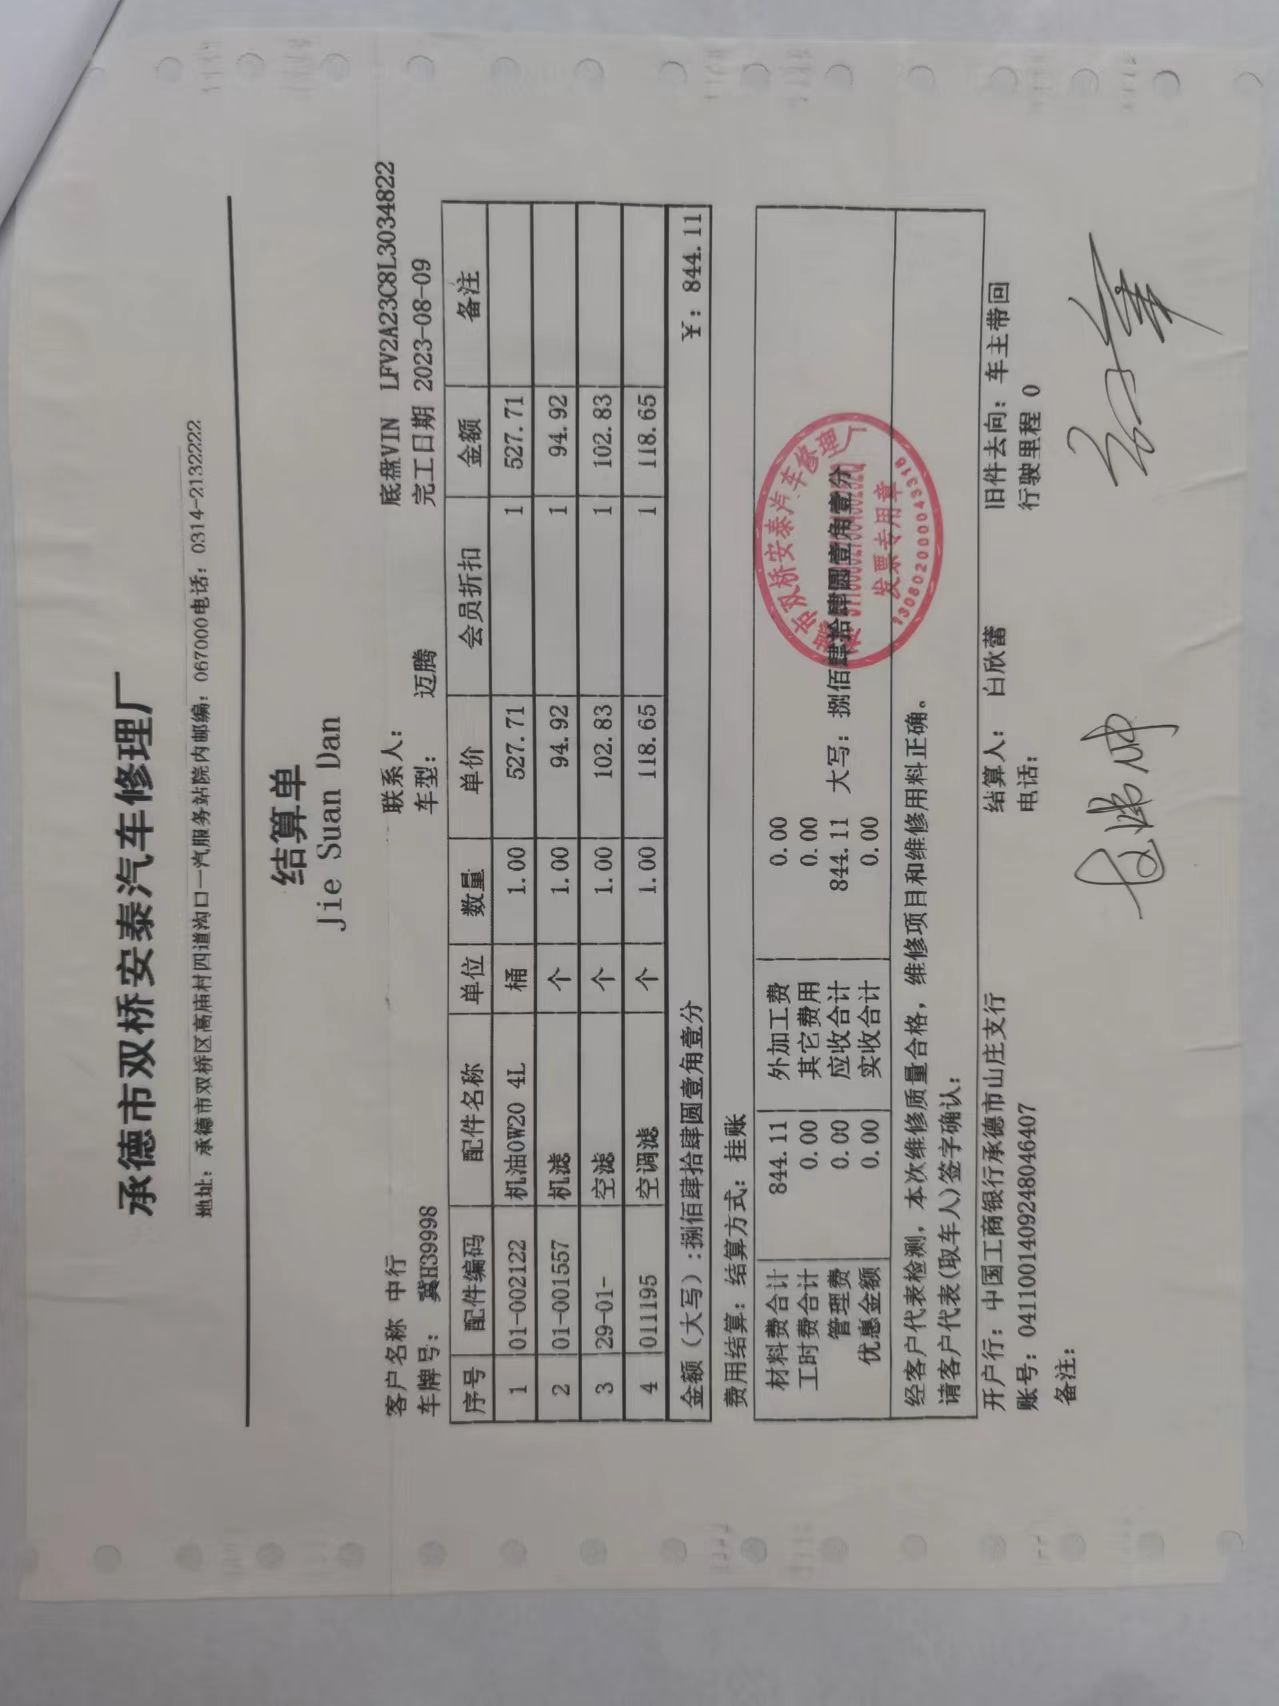 承德市双桥安泰汽车修理厂
地址：承德市双桥区高庙村四道沟口一汽服务站院内邮编：067000电话：0314-2132222
结算单
Jie Suan Dan
客户名称 中行 联系人： 底盘VIN LFV2A23C8L3034822
车牌号：冀H39998 车型： 迈腾 完工日期 2023-08-09
序号 配件编码 配件名称 单位 数量 单价 会员折扣 金额 备注
1 01-002122 机油0W20 4L 桶 1.00 527.71 1 527.71
2 01-001557 机滤 个 1.00 94.92 1 94.92
3 29-01- 空滤 个 1.00 102.83 1 102.83
4 011195 空调滤 个 1.00 118.65 1 118.65
金额（大写）:捌佰肆拾肆圆壹角壹分 ¥：844.11
费用结算：结算方式：挂账
材料费合计 844.11 外加工费 0.00
工时费合计 0.00 其它费用 0.00
管理费 0.00 应收合计 844.11 大写：捌佰肆拾肆圆壹角壹分
优惠金额 0.00 实收合计 0.00
市双桥安泰汽车修理厂
发票专用章
1308020000043318
经客户代表检测，本次维修质量合格，维修项目和维修用料正确。
请客户代表(取车人)签字确认：
开户行：中国工商银行承德市山庄支行 结算人： 白欣蕾 旧件去向：车主带回
账号：0411001409248046407 电话： 行驶里程 0
备注：